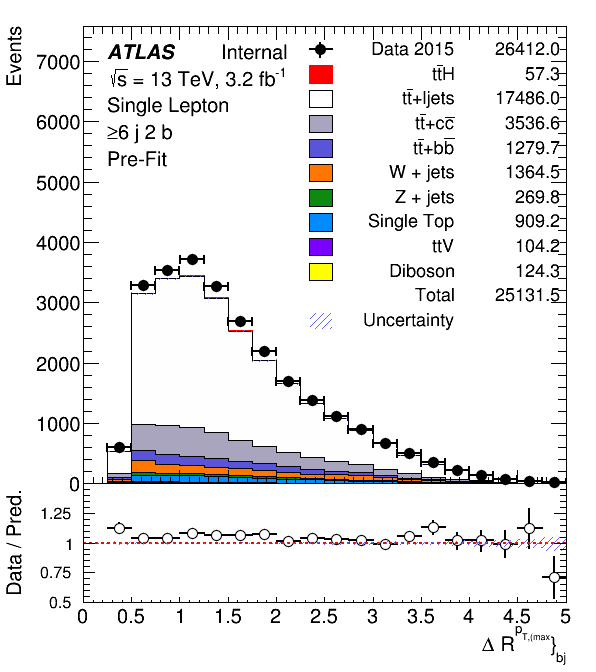 Events
ATLAS Internal
√s = 13 TeV, 3.2 fb⁻¹
Single Lepton
≥6 j 2 b
Pre-Fit
Data 2015 26412.0
tt̄H 57.3
tt̄+ljets 17486.0
tt̄+cc̄ 3536.6
tt̄+bb̄ 1279.7
W + jets 1364.5
Z + jets 269.8
Single Top 909.2
ttV 104.2
Diboson 124.3
Total 25131.5
Uncertainty
7000
6000
5000
4000
3000
2000
1000
0
Data / Pred.
1.25
1
0.75
0.5
0 0.5 1 1.5 2 2.5 3 3.5 4 4.5 5
Δ R^{p_{T,(max}}}_{bj}